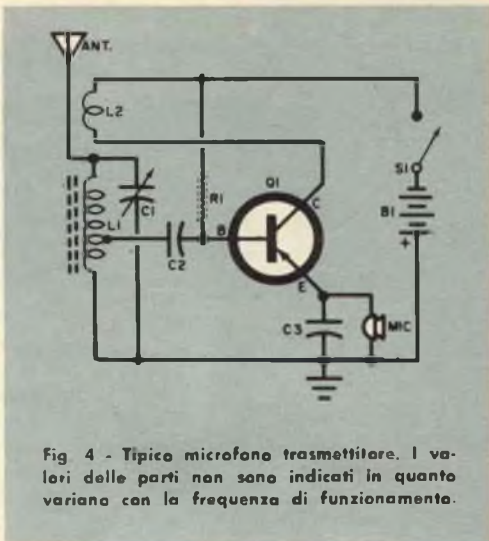 ANT.
L2
S1
R1
Q1
C
C1
B1
L1
B
+
C2
E
C3
MIC
Fig 4 - Tipico microfono trasmettitore. I va-
lori delle parti non sono indicati in quanto
variano con la frequenza di funzionamento.